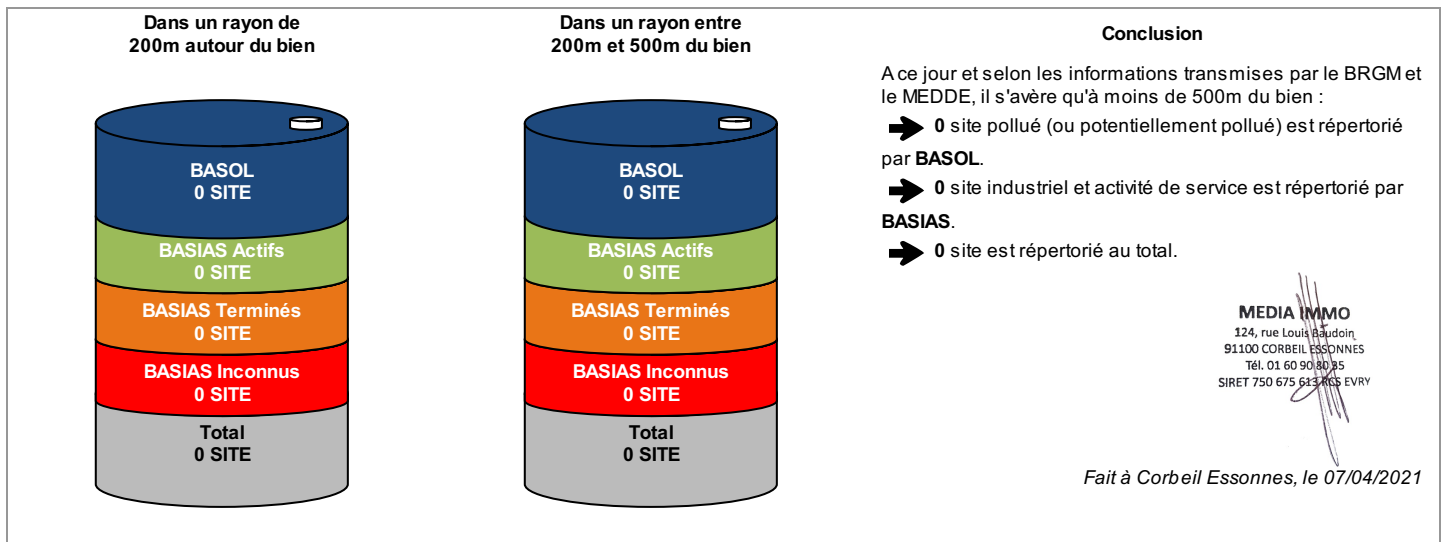 Dans un rayon de
200m autour du bien
BASOL
0 SITE
BASIAS Actifs
0 SITE
BASIAS Terminés
0 SITE
BASIAS Inconnus
0 SITE
Total
0 SITE
Dans un rayon entre
200m et 500m du bien
BASOL
0 SITE
BASIAS Actifs
0 SITE
BASIAS Terminés
0 SITE
BASIAS Inconnus
0 SITE
Total
0 SITE
Conclusion
A ce jour et selon les informations transmises par le BRGM et
le MEDDE, il s'avère qu'à moins de 500m du bien :
0 site pollué (ou potentiellement pollué) est répertorié
par BASOL.
0 site industriel et activité de service est répertorié par
BASIAS.
0 site est répertorié au total.
MEDIA IMMO
124, rue Louis Baudoin
91100 CORBEIL ESSONNES
Tél. 01 60 90 80 85
SIRET 750 675 613 RCS EVRY
Fait à Corbeil Essonnes, le 07/04/2021